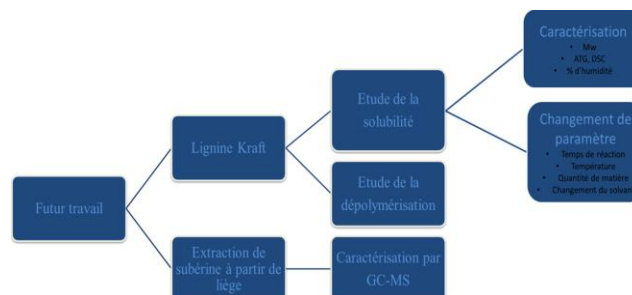 Caractérisation
• Mw
• ATG, DSC
• % d'humidité
Etude de la
solubilité
Changement de
paramètre
• Temps de réaction
• Température
• Quantité de matière
• Changement du solvan
Lignine Kraft
Etude de la
dépolymérisation
Futur travail
Extraction de
subérine à partir de
liège
Caractérisation par
GC-MS